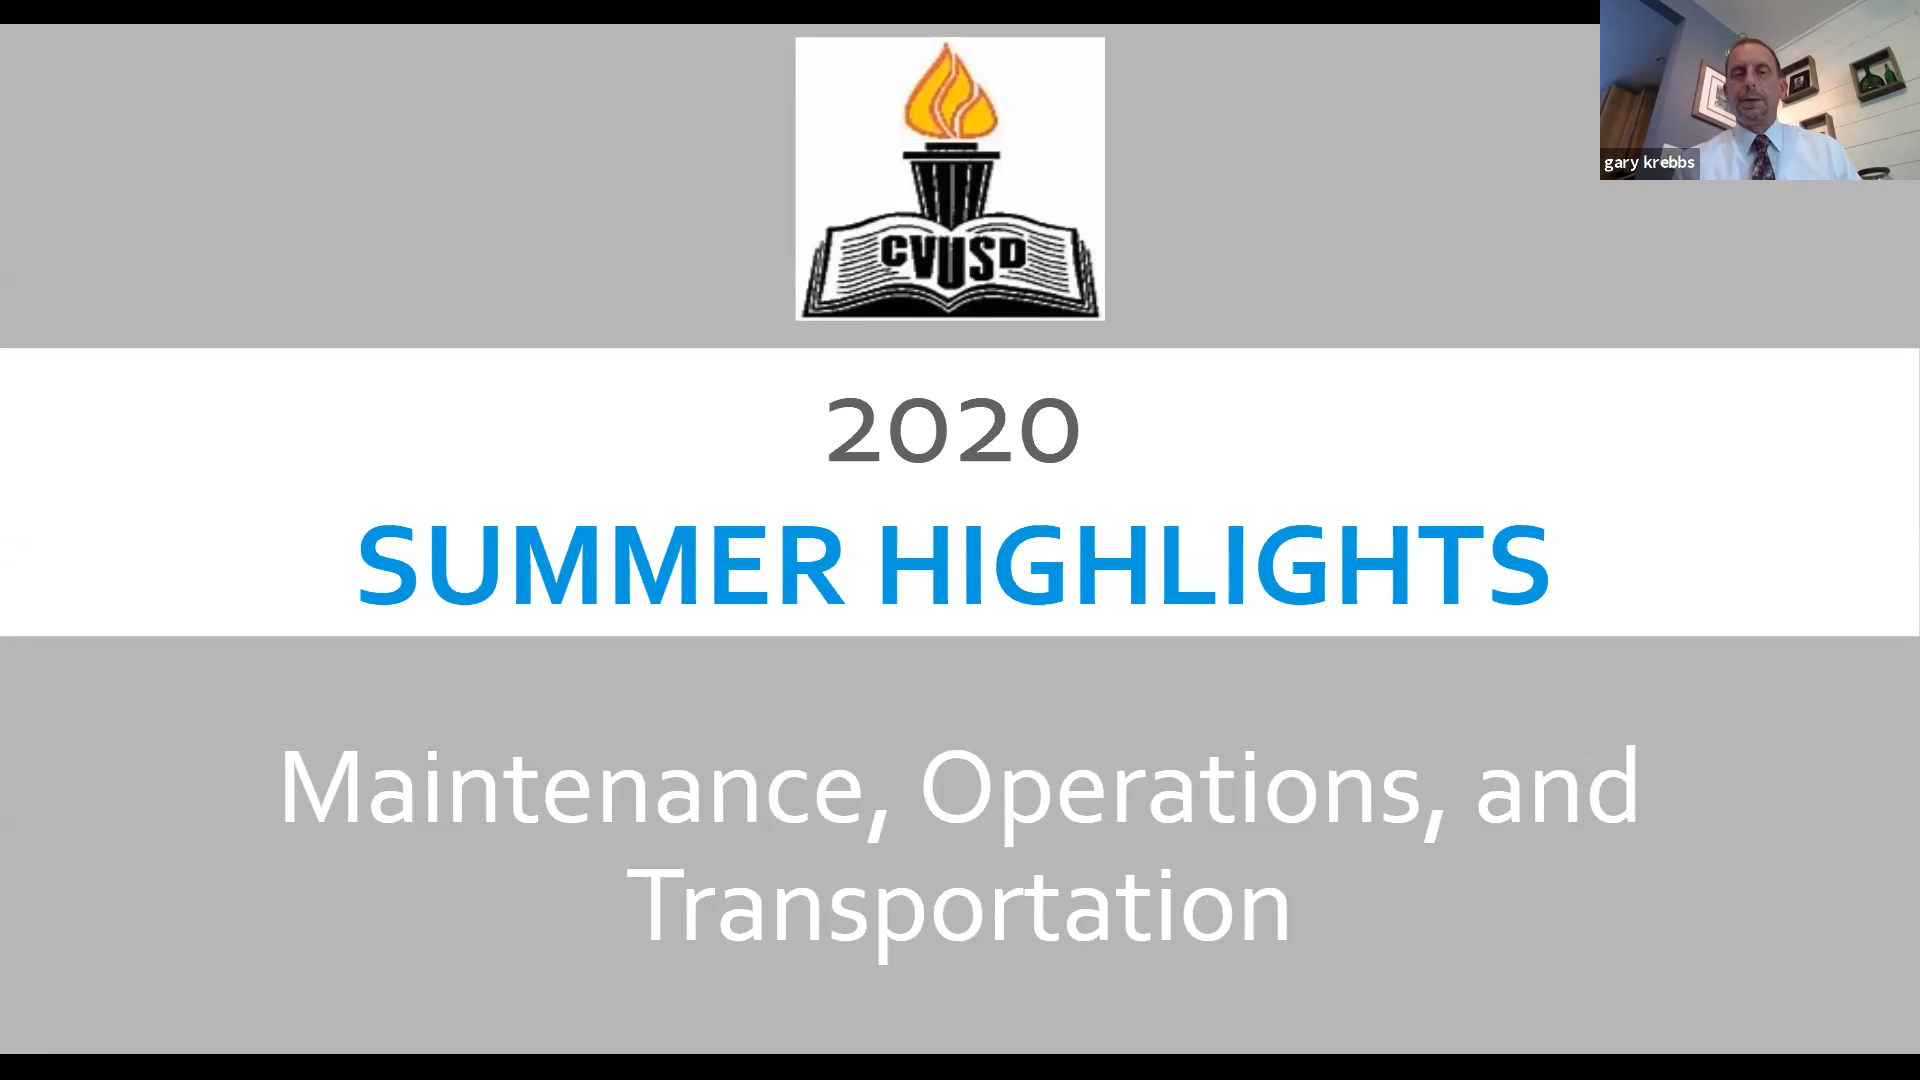 CVUSD
gary krebbs
2020
SUMMER HIGHLIGHTS
Maintenance, Operations, and
Transportation